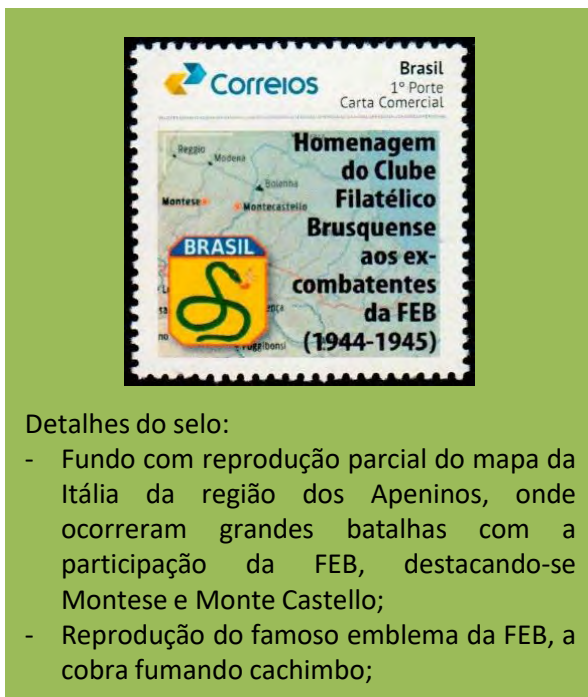 Correios
Brasil
1º Porte
Carta Comercial
Reggio
Modena
Montese
Montecastello
Homenagem
do Clube
Filatélico
Brusquense
aos ex-
combatentes
da FEB
(1944-1945)
BRASIL
Detalhes do selo:
- Fundo com reprodução parcial do mapa da
Itália da região dos Apeninos, onde
ocorreram grandes batalhas com a
participação da FEB, destacando-se
Montese e Monte Castello;
- Reprodução do famoso emblema da FEB, a
cobra fumando cachimbo;